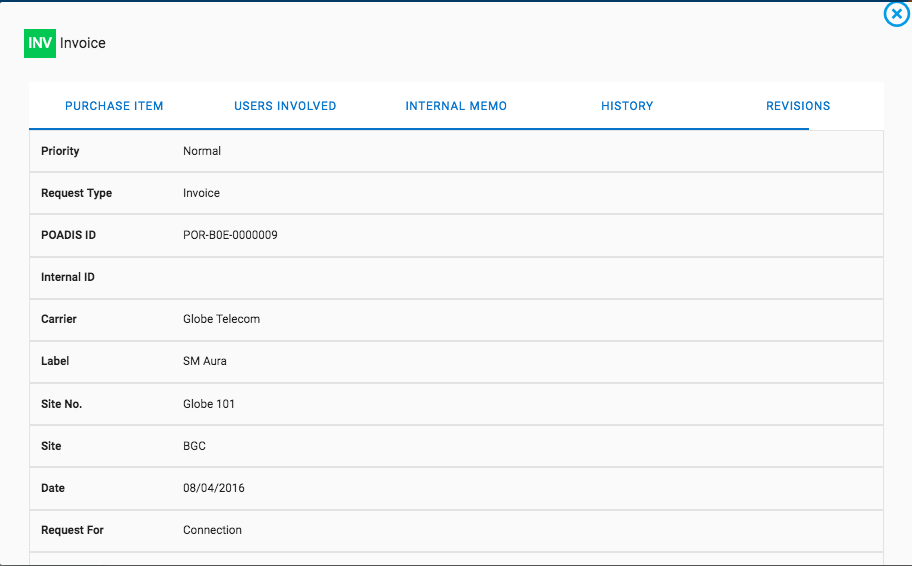 INV Invoice
PURCHASE ITEM USERS INVOLVED INTERNAL MEMO HISTORY REVISIONS
Priority Normal
Request Type Invoice
POADIS ID POR-B0E-0000009
Internal ID
Carrier Globe Telecom
Label SM Aura
Site No. Globe 101
Site BGC
Date 08/04/2016
Request For Connection